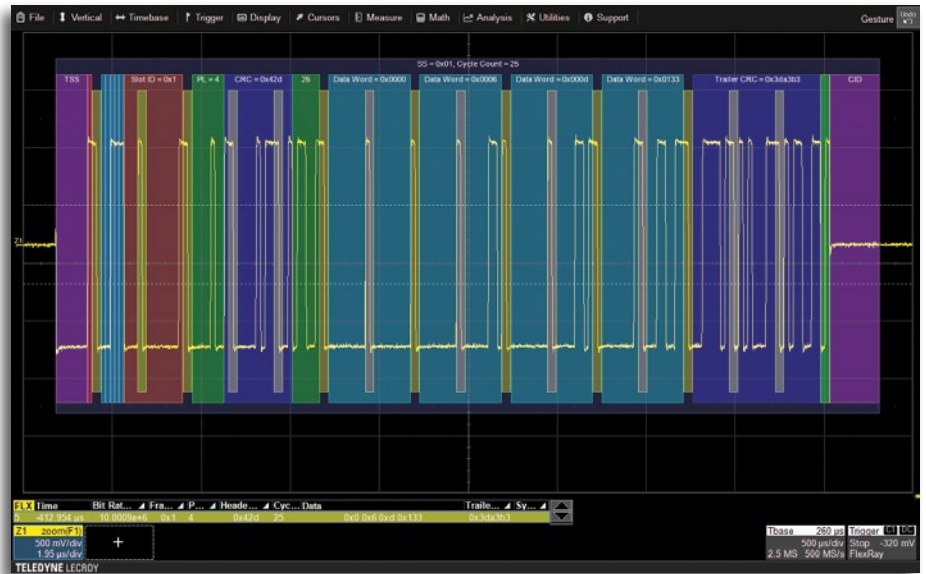 File Vertical Timebase Trigger Display Cursors Measure Math Analysis Utilities Support Gesture Undo
SS = 0x01, Cycle Count = 25
TSS Slot ID = 0x1 PL = 4 CRC = 0x42d 25 Data Word = 0x0000 Data Word = 0x0006 Data Word = 0x000d Data Word = 0x0133 Trailer CRC = 0x3da3b3 CID
Z1
FLX Time Bit Rat... Fra... P... Heade... Cyc... Data Traile... Sy...
5 -412.954 µs 10.0009e+6 0x1 4 0x42d 25 0x0 0x6 0xd 0x133 0x3da3b3
Z1 zoom(F1)
500 mV/div
1.95 µs/div
+
Tbase 260 µs Trigger C1 DC
500 µs/div Stop -320 mV
2.5 MS 500 MS/s FlexRay
TELEDYNE LECROY